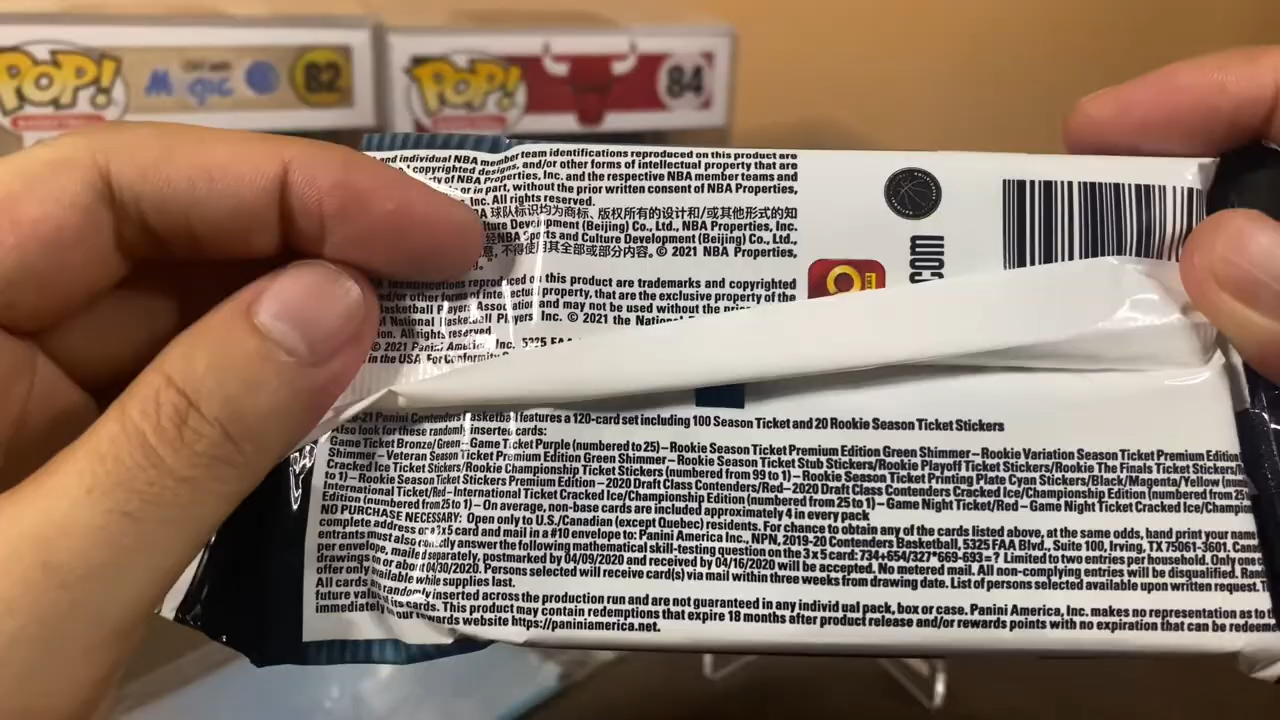 POP!
Magic
82
POP!
84
and individual NBA member team identifications reproduced on this product are
copyrighted designs, and/or other forms of intellectual property that are
of NBA Properties, Inc. and the respective NBA member teams and
or in part, without the prior written consent of NBA Properties,
Inc. All rights reserved.
球队标识均为商标、版权所有的设计和/或其他形式的知
Development (Beijing) Co., Ltd., NBA Properties, Inc.
经NBA Sports and Culture Development (Beijing) Co., Ltd.,
意, 不得使用其全部或部分内容。© 2021 NBA Properties,
identifications reproduced on this product are trademarks and copyrighted
and/or other forms of intellectual property, that are the exclusive property of the
Basketball Players Association and may not be used without the
of National Basketball Players Inc. © 2021 the National
All rights reserved.
© 2021 Panini America, Inc. 5325 FAA
in the USA. For Conformity
.com
-21 Panini Contenders Basketball features a 120-card set including 100 Season Ticket and 20 Rookie Season Ticket Stickers
Also look for these randomly inserted cards:
Game Ticket Bronze/Green--Game Ticket Purple (numbered to 25)–Rookie Season Ticket Premium Edition Green Shimmer–Rookie Variation Season Ticket Premium Edition
Shimmer–Veteran Season Ticket Premium Edition Green Shimmer–Rookie Season Ticket Stub Stickers/Rookie Playoff Ticket Stickers/Rookie The Finals Ticket Stickers/
Cracked Ice Ticket Stickers/Rookie Championship Ticket Stickers (numbered from 99 to 1)–Rookie Season Ticket Printing Plate Cyan Stickers/Black/Magenta/Yellow
to 1)–Rookie Season Stickers Premium Edition–2020 Draft Class Contenders/Red–2020 Draft Class Contenders Cracked Ice/Championship Edition (numbered from 25
International Ticket/Red–International Ticket Cracked Ice/Championship Edition (numbered from 25 to 1)–Game Night Ticket/Red–Game Night Ticket Cracked Ice/
Edition (numbered from 25 to 1)–On average, non-base cards are included approximately 4 in every pack
NO PURCHASE NECESSARY: Open only to U.S./Canadian (except Quebec) residents. For chance to obtain any of the cards listed above, at the same odds, hand print your name
complete address on a 3x5 card and mail in a #10 envelope to: Panini America Inc., NPN, 2019-20 Contenders Basketball, 5325 FAA Blvd., Suite 100, Irving, TX 75061-3601.
entrants must also correctly answer the following mathematical skill-testing question on the 3x5 card: 734+654/327*669-693=? Limited to two entries per household. Only one
per envelope, mailed separately, postmarked by 04/09/2020 and received by 04/16/2020 will be accepted. No metered mail. All non-complying entries will be disqualified.
drawings on or about 04/30/2020. Persons selected will receive card(s) via mail within three weeks from drawing date. List of persons selected available upon written request.
offer only available while supplies last.
All cards are randomly inserted across the production run and are not guaranteed in any individual pack, box or case. Panini America, Inc. makes no representation as to
future value of its cards. This product may contain redemptions that expire 18 months after product release and/or rewards points with no expiration that can be
immediately on our rewards website https://paniniamerica.net.